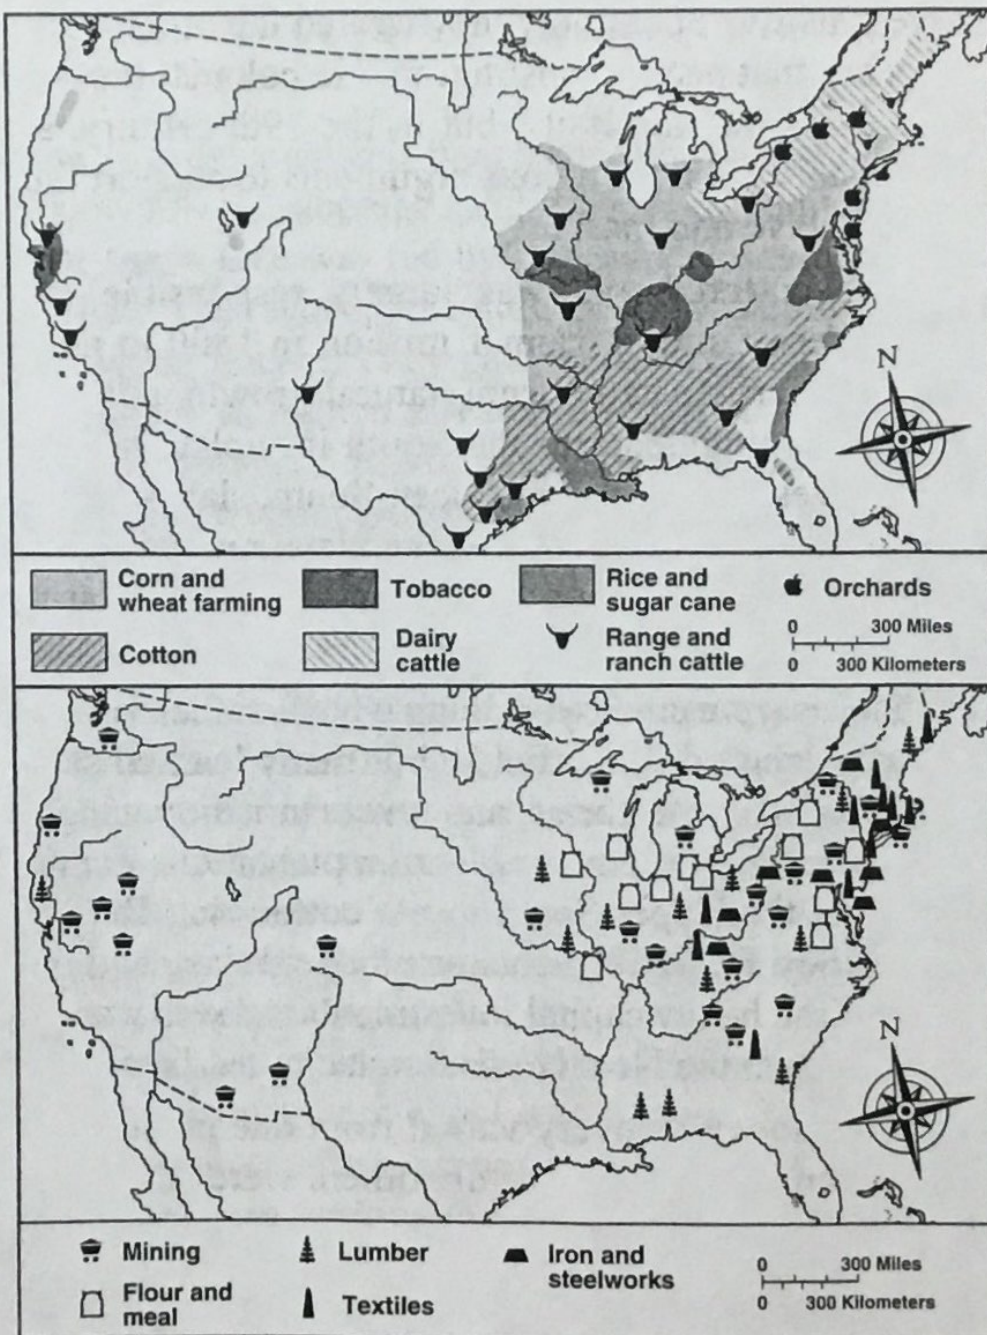 N
Corn and
wheat farming
Tobacco
Rice and
sugar cane
Orchards
Cotton
Dairy
cattle
Range and
ranch cattle
0 300 Miles
0 300 Kilometers
N
Mining
Lumber
Iron and
steelworks
Flour and
meal
Textiles
0 300 Miles
0 300 Kilometers